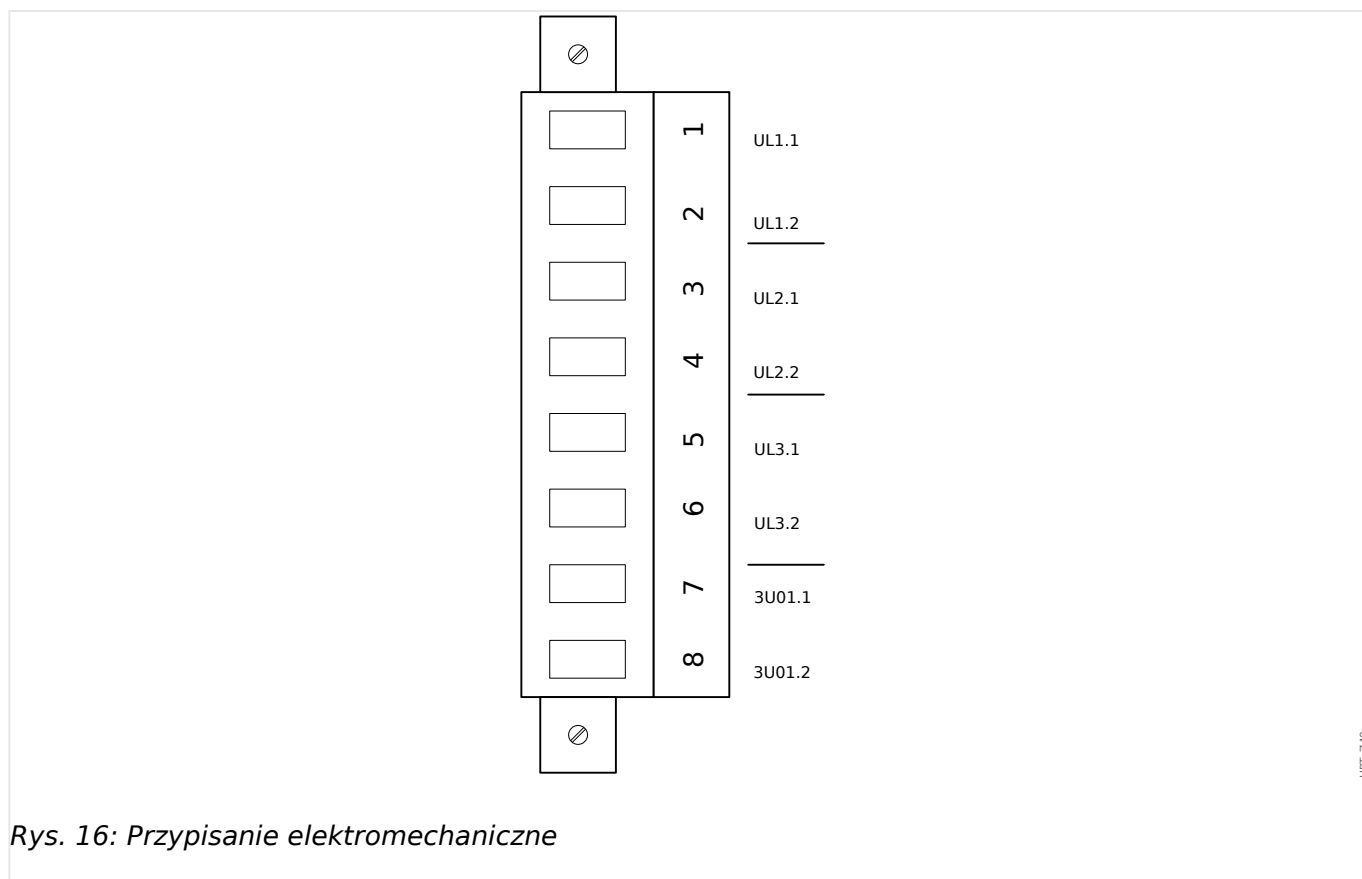 1
UL1.1
2
UL1.2
3
UL2.1
4
UL2.2
5
UL3.1
6
UL3.2
7
3U01.1
8
3U01.2
Rys. 16: Przypisanie elektromechaniczne